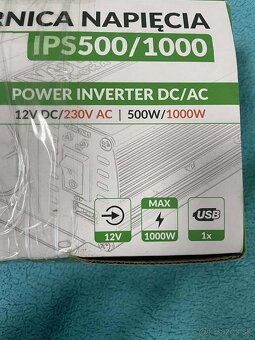 RNICA NAPIĘCIA
IPS500/1000
POWER INVERTER DC/AC
12V DC/230V AC | 500W/1000W
MAX
USB
12V
1000W
1x